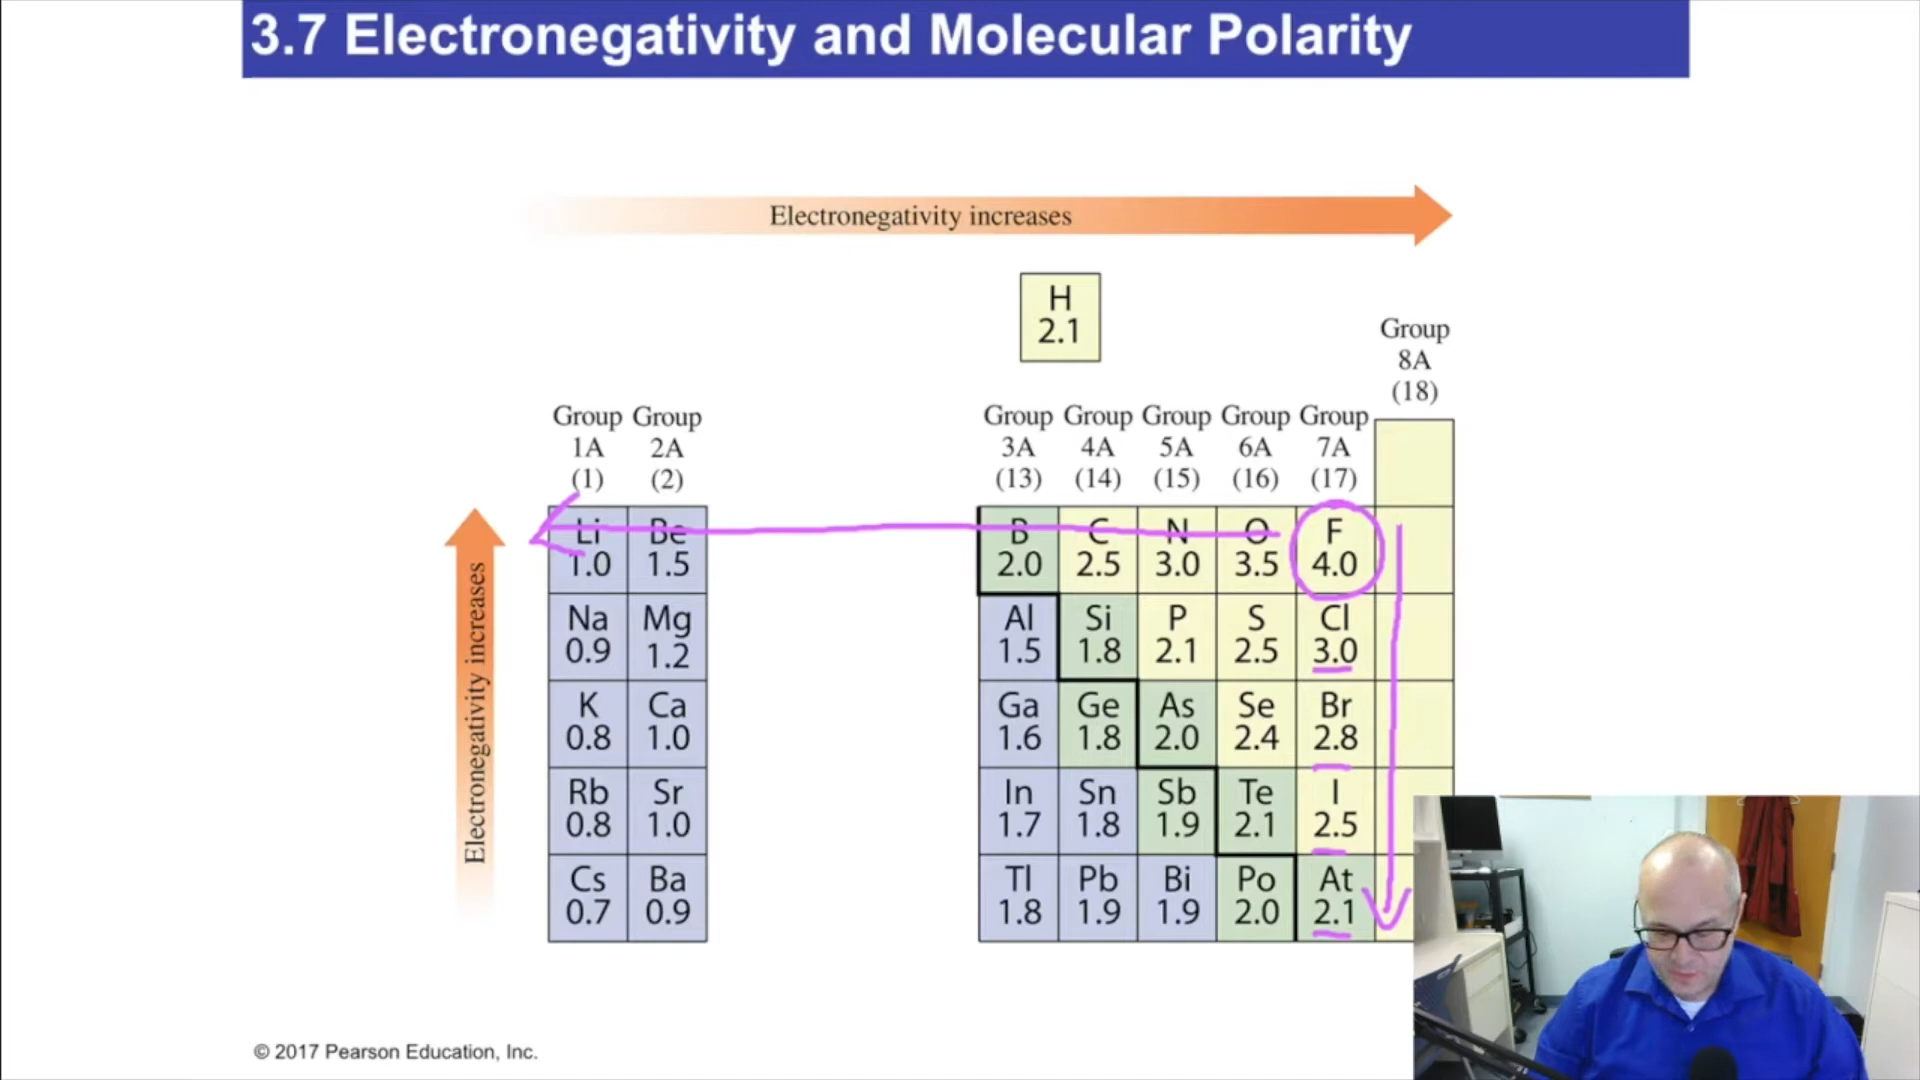 3.7 Electronegativity and Molecular Polarity
Electronegativity increases
H
2.1
Group
8A
(18)
Group Group Group Group Group Group Group
1A 2A 3A 4A 5A 6A 7A
(1) (2) (13) (14) (15) (16) (17)
Electronegativity increases
Li Be B C N O F
1.0 1.5 2.0 2.5 3.0 3.5 4.0
Na Mg Al Si P S Cl
0.9 1.2 1.5 1.8 2.1 2.5 3.0
K Ca Ga Ge As Se Br
0.8 1.0 1.6 1.8 2.0 2.4 2.8
Rb Sr In Sn Sb Te I
0.8 1.0 1.7 1.8 1.9 2.1 2.5
Cs Ba Tl Pb Bi Po At
0.7 0.9 1.8 1.9 1.9 2.0 2.1
© 2017 Pearson Education, Inc.